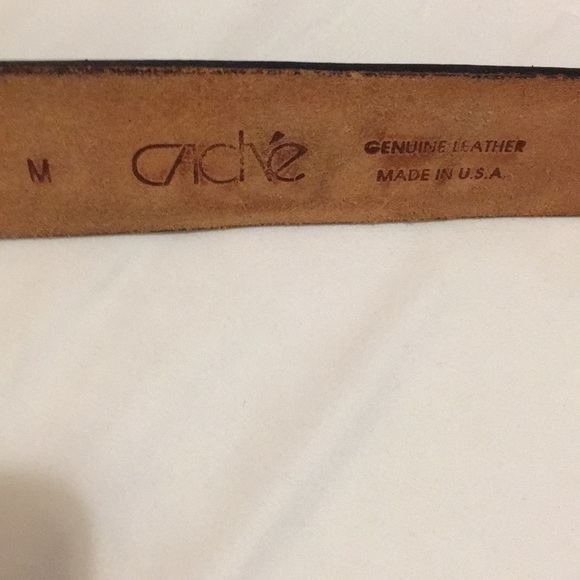 M
Caché
GENUINE LEATHER
MADE IN U.S.A.